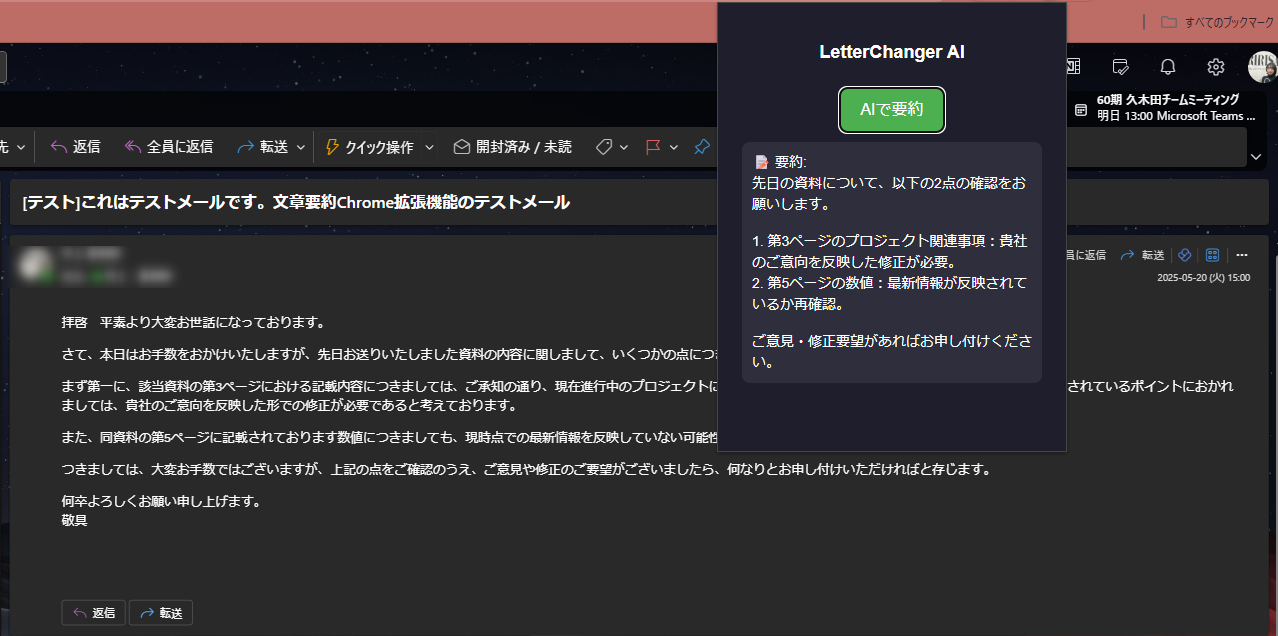 すべてのブックマーク
LetterChanger AI
AIで要約
60期 久木田チームミーティング
明日 13:00 Microsoft Teams ...
先
返信
全員に返信
転送
クイック操作
開封済み / 未読
📝 要約:
先日の資料について、以下の2点の確認をお
願いします。
1. 第3ページのプロジェクト関連事項：貴社
のご意向を反映した修正が必要。
2. 第5ページの数値：最新情報が反映されて
いるか再確認。
ご意見・修正要望があればお申し付けくださ
い。
[テスト]これはテストメールです。文章要約Chrome拡張機能のテストメール
員に返信
転送
2025-05-20 (火) 15:00
拝啓　平素より大変お世話になっております。
さて、本日はお手数をおかけいたしますが、先日お送りいたしました資料の内容に関しまして、いくつかの点につ
まず第一に、該当資料の第3ページにおける記載内容につきましては、ご承知の通り、現在進行中のプロジェクトに
されているポイントにおかれ
ましては、貴社のご意向を反映した形での修正が必要であると考えております。
また、同資料の第5ページに記載されております数値につきましても、現時点での最新情報を反映していない可能性
つきましては、大変お手数ではございますが、上記の点をご確認のうえ、ご意見や修正のご要望がございましたら、何なりとお申し付けいただければと存じます。
何卒よろしくお願い申し上げます。
敬具
返信
転送